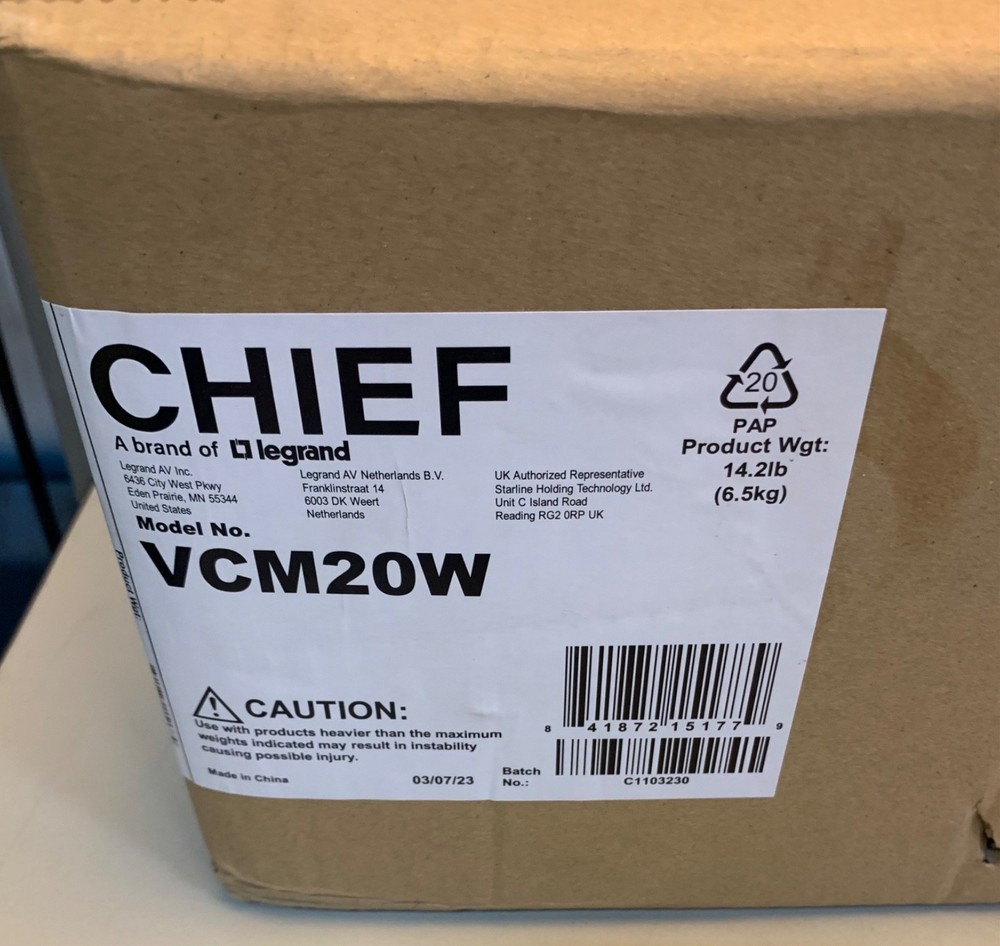 CHIEF
A brand of legrand
Legrand AV Inc.
6436 City West Pkwy
Eden Prairie, MN 55344
United States
Legrand AV Netherlands B.V.
Franklinstraat 14
6003 DK Weert
Netherlands
UK Authorized Representative
Starline Holding Technology Ltd.
Unit C Island Road
Reading RG2 0RP UK
20
PAP
Product Wgt:
14.2lb
(6.5kg)
Model No.
VCM20W
Product Wgt:
CAUTION:
Use with products heavier than the maximum
weights indicated may result in instability
causing possible injury.
Made in China
03/07/23
8 41872 15177 9
Batch
No.:
C1103230